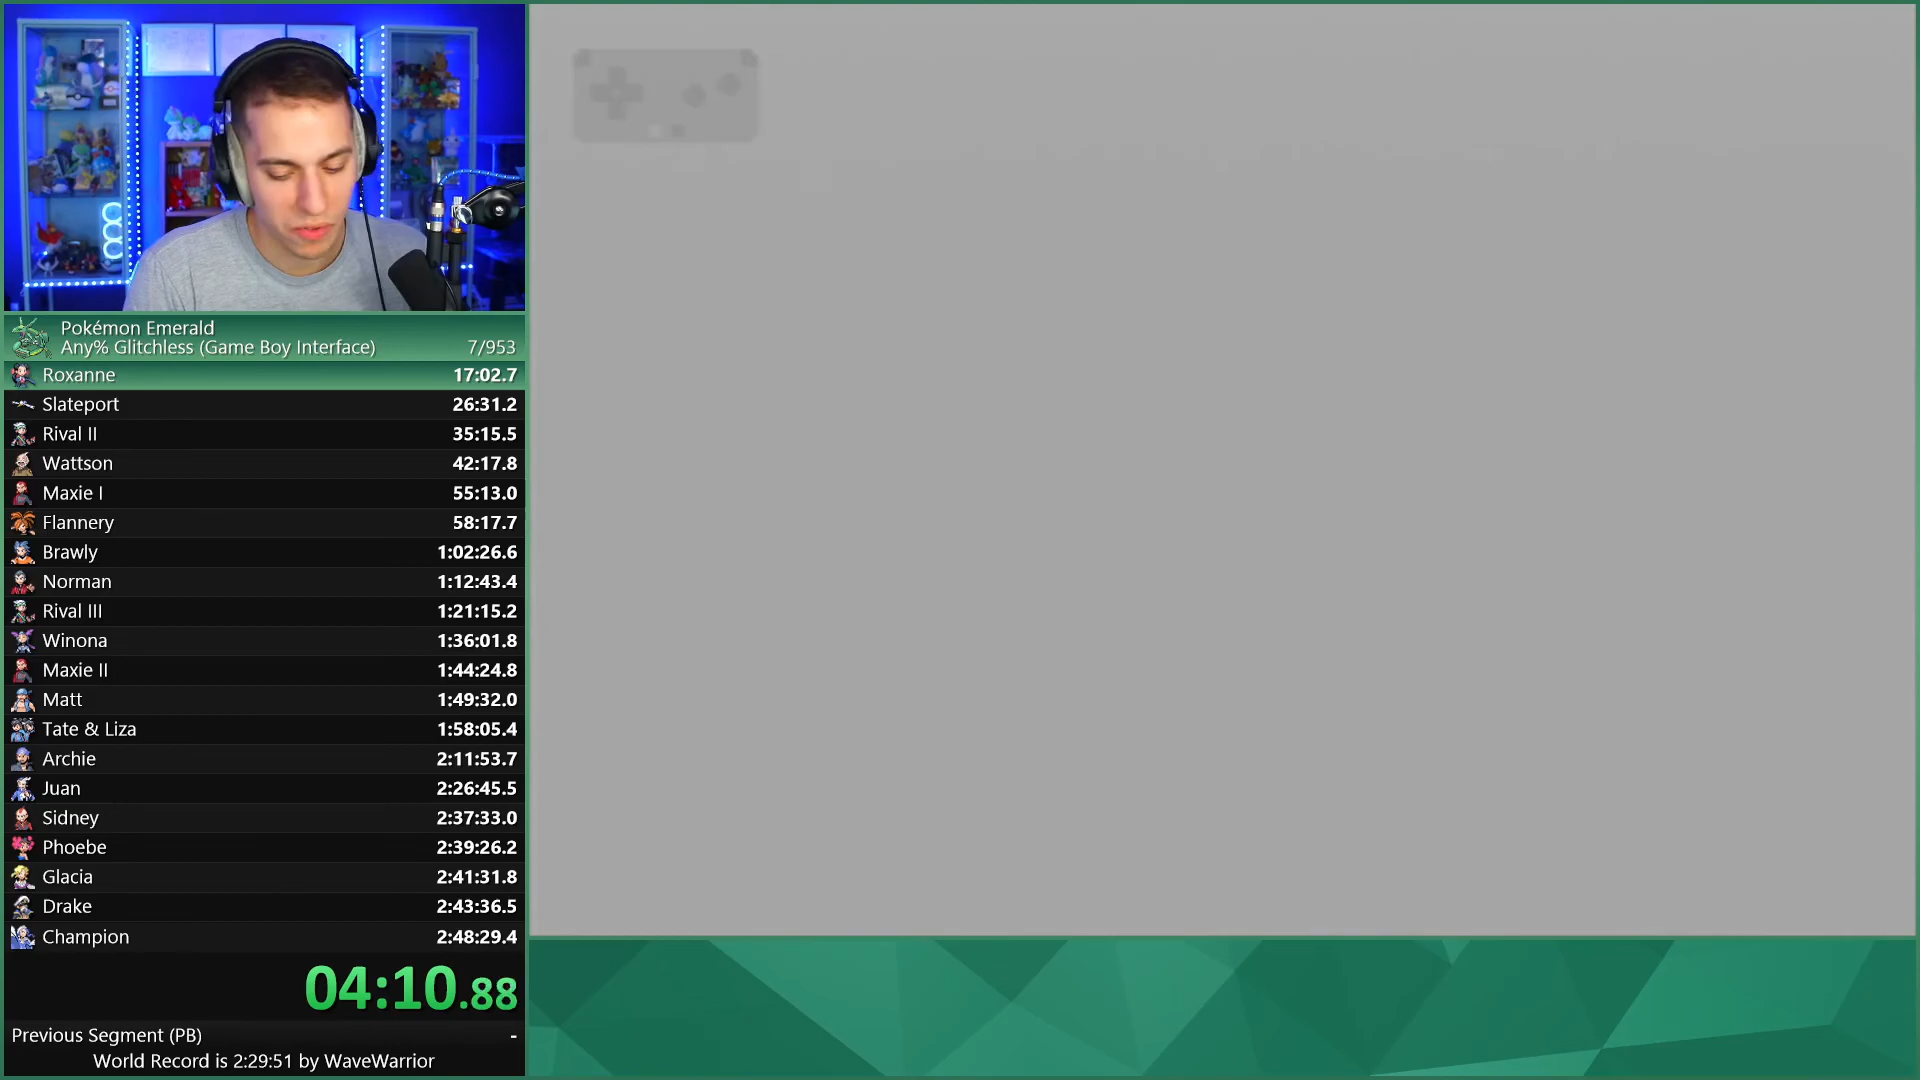 Pokémon Emerald
Any% Glitchless (Game Boy Interface) 7/953
Roxanne 17:02.7
Slateport 26:31.2
Rival II 35:15.5
Wattson 42:17.8
Maxie I 55:13.0
Flannery 58:17.7
Brawly 1:02:26.6
Norman 1:12:43.4
Rival III 1:21:15.2
Winona 1:36:01.8
Maxie II 1:44:24.8
Matt 1:49:32.0
Tate & Liza 1:58:05.4
Archie 2:11:53.7
Juan 2:26:45.5
Sidney 2:37:33.0
Phoebe 2:39:26.2
Glacia 2:41:31.8
Drake 2:43:36.5
Champion 2:48:29.4
04:10.88
Previous Segment (PB) -
World Record is 2:29:51 by WaveWarrior